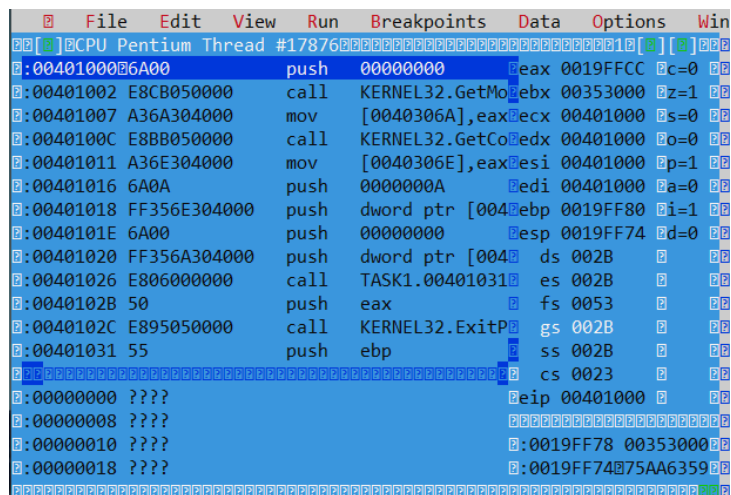 File Edit View Run Breakpoints Data Options Win
[ ] CPU Pentium Thread #17876 1 [ ][ ]
:00401000 6A00 push 00000000 eax 0019FFCC c=0
:00401002 E8CB050000 call KERNEL32.GetMo ebx 00353000 z=1
:00401007 A36A304000 mov [0040306A],eax ecx 00401000 s=0
:0040100C E8BB050000 call KERNEL32.GetCo edx 00401000 o=0
:00401011 A36E304000 mov [0040306E],eax esi 00401000 p=1
:00401016 6A0A push 0000000A edi 00401000 a=0
:00401018 FF356E304000 push dword ptr [004 ebp 0019FF80 i=1
:0040101E 6A00 push 00000000 esp 0019FF74 d=0
:00401020 FF356A304000 push dword ptr [004 ds 002B
:00401026 E806000000 call TASK1.00401031 es 002B
:0040102B 50 push eax fs 0053
:0040102C E895050000 call KERNEL32.ExitP gs 002B
:00401031 55 push ebp ss 002B
cs 0023
:00000000 ???? eip 00401000
:00000008 ????
:00000010 ???? :0019FF78 00353000
:00000018 ???? :0019FF74 75AA6359